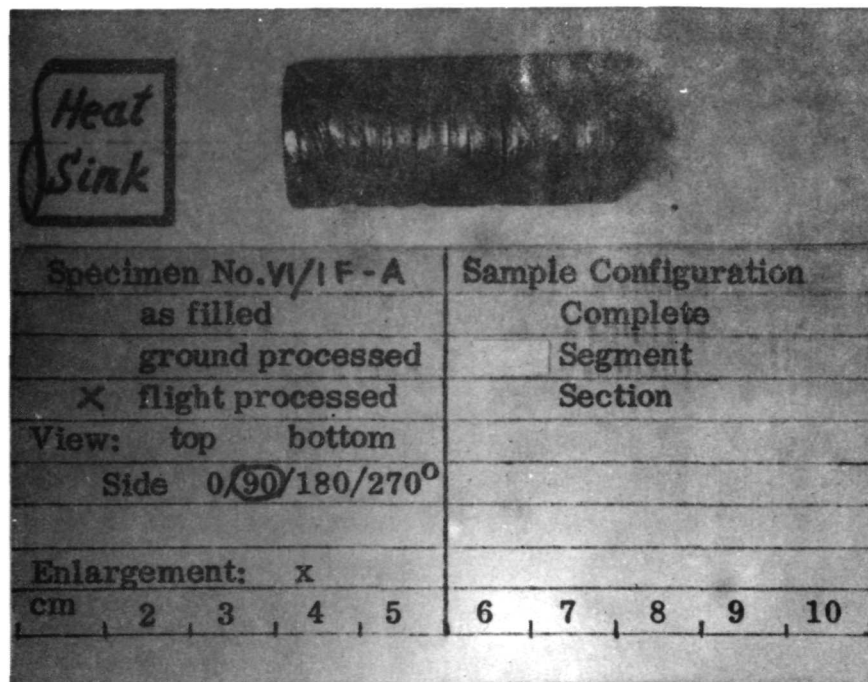 Heat
Sink
Specimen No. VI/1F-A
as filled
ground processed
X flight processed
View: top bottom
Side 0/90/180/270°
Enlargement: x
Sample Configuration
Complete
Segment
Section
cm 2 3 4 5 6 7 8 9 10